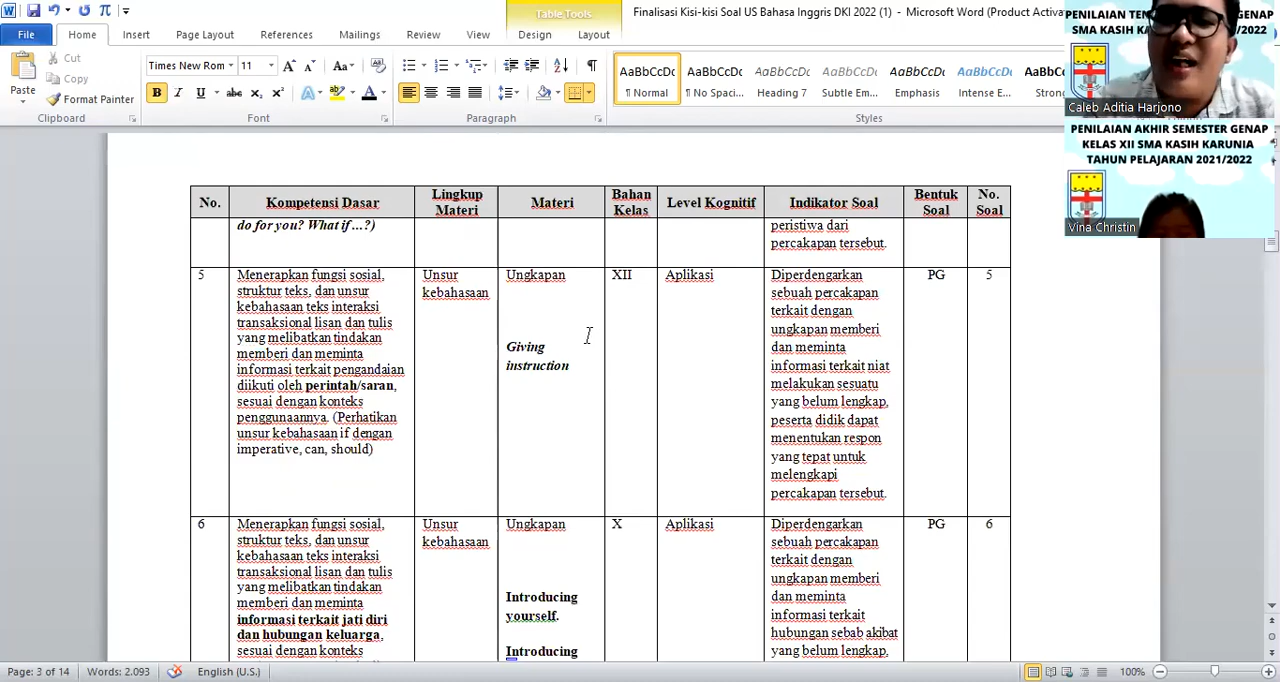 Table Tools
Finalisasi Kisi-kisi Soal US Bahasa Inggris DKI 2022 (1) - Microsoft Word (Product Activa
File Home Insert Page Layout References Mailings Review View Design Layout
Cut
Copy
Format Painter
Paste
Clipboard
Times New Rom 11
Font
Paragraph
AaBbCcDc AaBbCcDc AaBbCcDc AaBbCcDc AaBbCcDc AaBbCcDc AaBbC
¶ Normal ¶ No Spaci... Heading 7 Subtle Em... Emphasis Intense E... Strong
Styles
PENILAIAN TEN
GENAP
SMA KASIH KA
/2022
Caleb Aditia Harjono
PENILAIAN AKHIR SEMESTER GENAP
KELAS XII SMA KASIH KARUNIA
TAHUN PELAJARAN 2021/2022
Vina Christin
No.
Kompetensi Dasar
Lingkup
Materi
Materi
Bahan
Kelas
Level Kognitif
Indikator Soal
Bentuk
Soal
No.
Soal
do for you? What if ...?)
peristiwa dari
percakapan tersebut.
5
Menerapkan fungsi sosial,
struktur teks, dan unsur
kebahasaan teks interaksi
transaksional lisan dan tulis
yang melibatkan tindakan
memberi dan meminta
informasi terkait pengandaian
diikuti oleh perintah/saran,
sesuai dengan konteks
penggunaannya. (Perhatikan
unsur kebahasaan if dengan
imperative, can, should)
Unsur
kebahasaan
Ungkapan
Giving
instruction
XII
Aplikasi
Diperdengarkan
sebuah percakapan
terkait dengan
ungkapan memberi
dan meminta
informasi terkait niat
melakukan sesuatu
yang belum lengkap,
peserta didik dapat
menentukan respon
yang tepat untuk
melengkapi
percakapan tersebut.
PG
5
6
Menerapkan fungsi sosial,
struktur teks, dan unsur
kebahasaan teks interaksi
transaksional lisan dan tulis
yang melibatkan tindakan
memberi dan meminta
informasi terkait jati diri
dan hubungan keluarga,
sesuai dengan konteks
Unsur
kebahasaan
Ungkapan
Introducing
yourself.
Introducing
X
Aplikasi
Diperdengarkan
sebuah percakapan
terkait dengan
ungkapan memberi
dan meminta
informasi terkait
hubungan sebab akibat
yang belum lengkap,
PG
6
Page: 3 of 14 Words: 2.093 English (U.S.) 100%